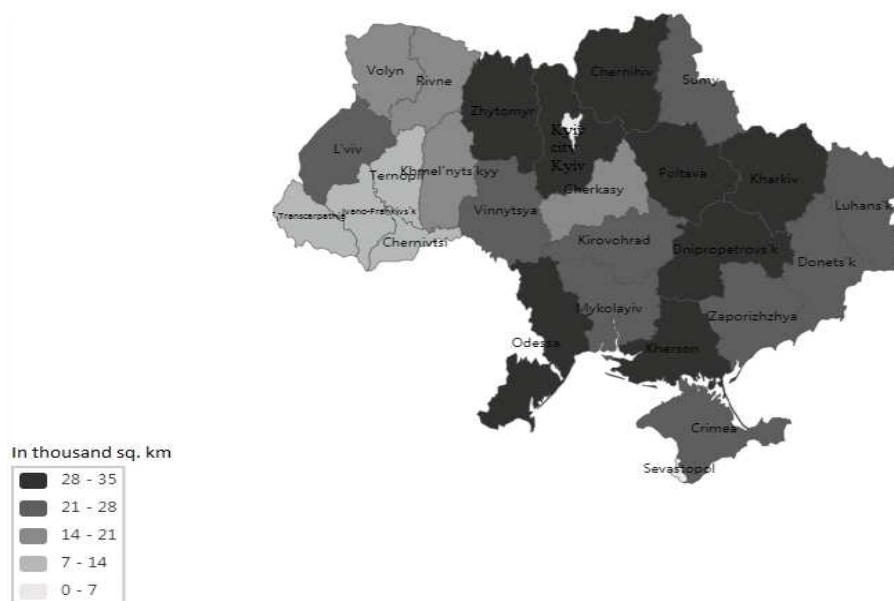 Chernihiv
Volyn
Rivne
Sumy
Zhytomyr
Kyiv
city
L'viv
Kyiv
Poltava
Kharkiv
Ternopil
Khmel'nyts'kyy
Cherkasy
Luhans'k
Transcarpathia
Ivano-Frankivs'k
Vinnytsya
Chernivtsi
Kirovohrad
Dnipropetrovs'k
Donets'k
Mykolayiv
Zaporizhzhya
Odessa
Kherson
Crimea
Sevastopol
In thousand sq. km
28 - 35
21 - 28
14 - 21
7 - 14
0 - 7